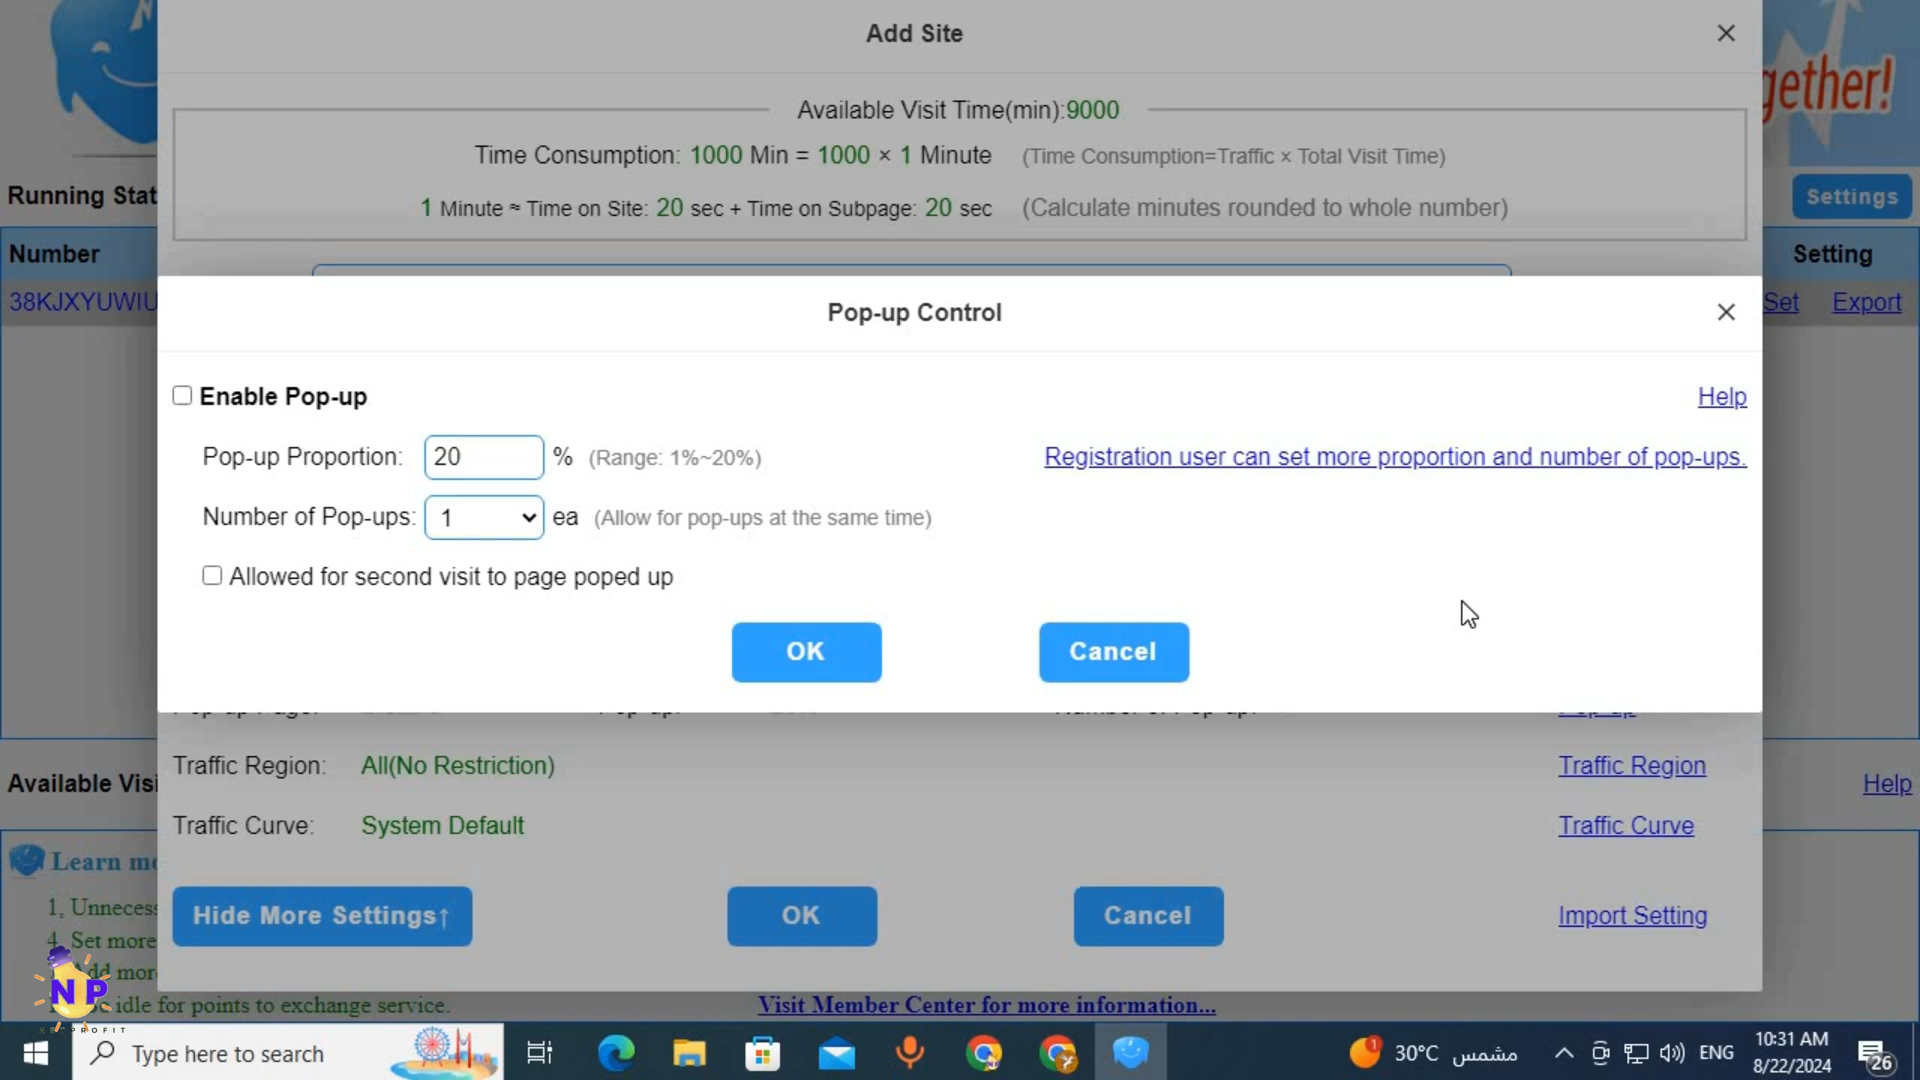 Add Site
gether!
Available Visit Time(min):9000
Time Consumption: 1000 Min = 1000 × 1 Minute (Time Consumption=Traffic × Total Visit Time)
Running Stat
Settings
1 Minute ≈ Time on Site: 20 sec + Time on Subpage: 20 sec (Calculate minutes rounded to whole number)
Number
Setting
38KJXYUWIU
Set Export
Pop-up Control
Enable Pop-up
Help
Pop-up Proportion: 20 % (Range: 1%~20%)
Registration user can set more proportion and number of pop-ups.
Number of Pop-ups: 1 ea (Allow for pop-ups at the same time)
Allowed for second visit to page poped up
OK Cancel
Traffic Region: All(No Restriction) Traffic Region
Available Visi
Help
Traffic Curve: System Default Traffic Curve
Learn mo
1, Unnecess
Hide More Settings↑ OK Cancel Import Setting
4, Set more
Add mor
idle for points to exchange service.
Visit Member Center for more information...
NP
Type here to search
1
30°C مشمس
ENG
10:31 AM
8/22/2024
26